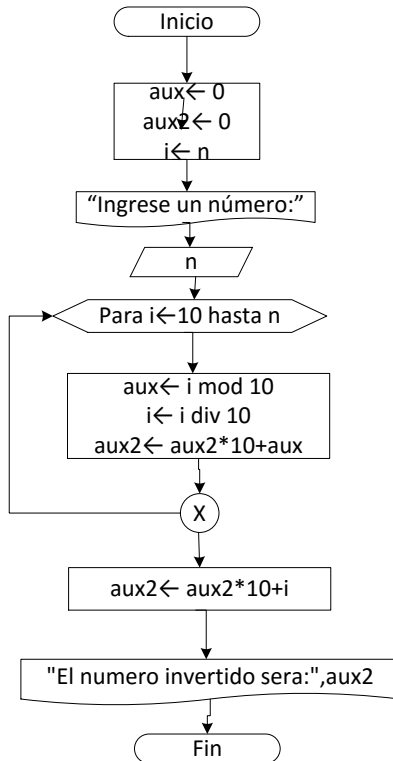 Inicio
aux← 0
aux2← 0
i← n
“Ingrese un número:”
n
Para i←10 hasta n
aux← i mod 10
i← i div 10
aux2← aux2*10+aux
X
aux2← aux2*10+i
"El numero invertido sera:",aux2
Fin